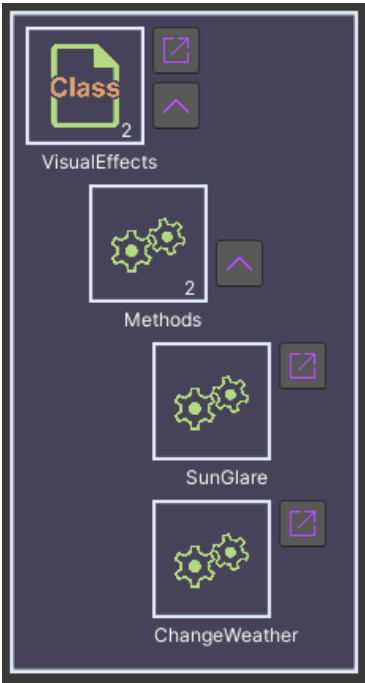 Class
2
VisualEffects
2
Methods
SunGlare
ChangeWeather